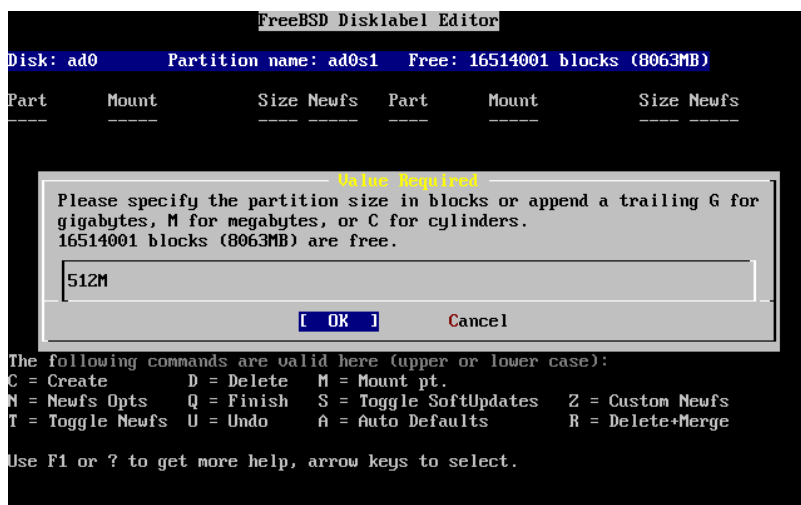 FreeBSD Disklabel Editor
Disk: ad0 Partition name: ad0s1 Free: 16514001 blocks (8063MB)
Part Mount Size Newfs Part Mount Size Newfs
---- ----- ---- ----- ---- ----- ---- -----
Value Required
Please specify the partition size in blocks or append a trailing G for
gigabytes, M for megabytes, or C for cylinders.
16514001 blocks (8063MB) are free.
512M
[ OK ] Cancel
The following commands are valid here (upper or lower case):
C = Create D = Delete M = Mount pt.
N = Newfs Opts Q = Finish S = Toggle SoftUpdates Z = Custom Newfs
T = Toggle Newfs U = Undo A = Auto Defaults R = Delete+Merge
Use F1 or ? to get more help, arrow keys to select.